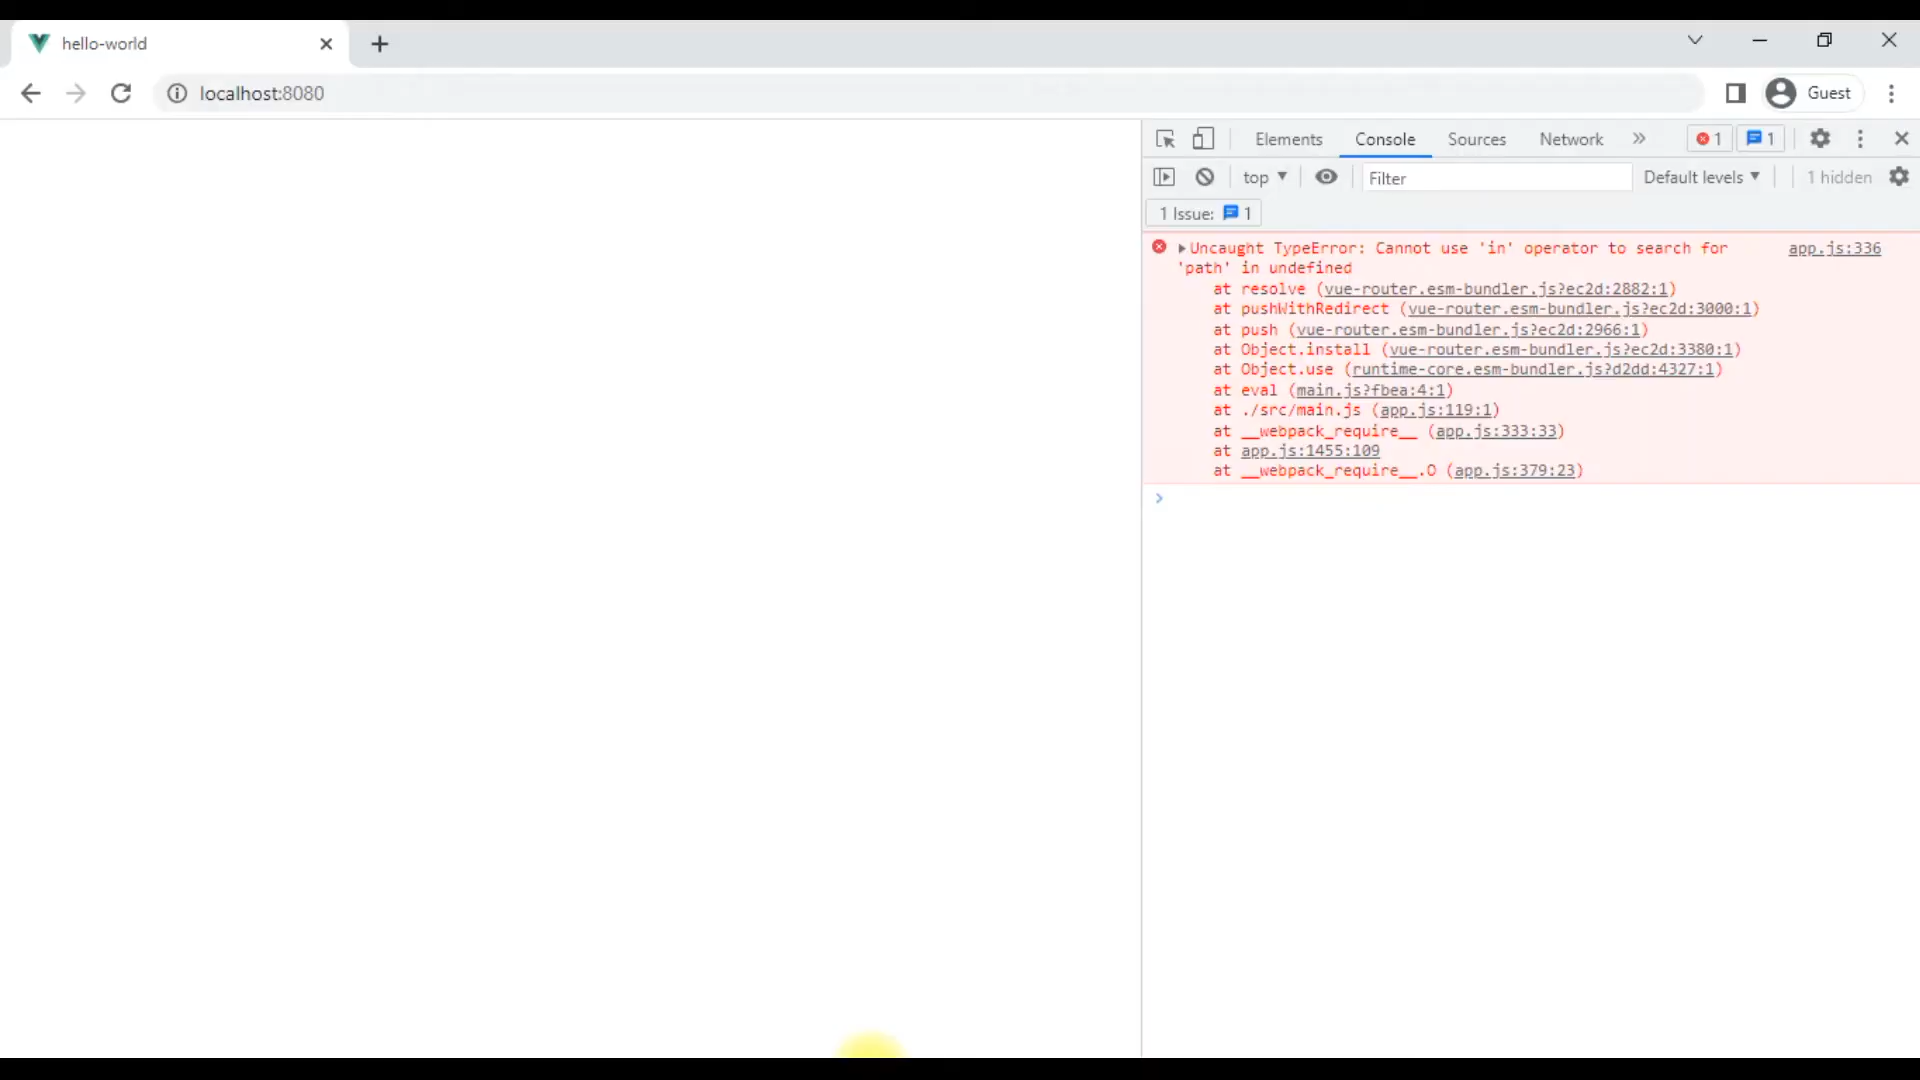 hello-world
localhost:8080
Guest
Elements Console Sources Network 1 1
top Filter Default levels 1 hidden
1 Issue: 1
Uncaught TypeError: Cannot use 'in' operator to search for app.js:336
'path' in undefined
at resolve (vue-router.esm-bundler.js?ec2d:2882:1)
at pushWithRedirect (vue-router.esm-bundler.js?ec2d:3000:1)
at push (vue-router.esm-bundler.js?ec2d:2966:1)
at Object.install (vue-router.esm-bundler.js?ec2d:3380:1)
at Object.use (runtime-core.esm-bundler.js?d2dd:4327:1)
at eval (main.js?fbea:4:1)
at ./src/main.js (app.js:119:1)
at __webpack_require__ (app.js:333:33)
at app.js:1455:109
at __webpack_require__.O (app.js:379:23)